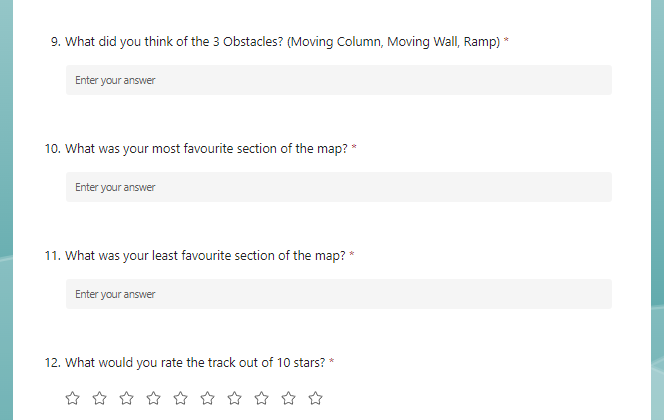 9. What did you think of the 3 Obstacles? (Moving Column, Moving Wall, Ramp) *
Enter your answer
10. What was your most favourite section of the map? *
Enter your answer
11. What was your least favourite section of the map? *
Enter your answer
12. What would you rate the track out of 10 stars? *